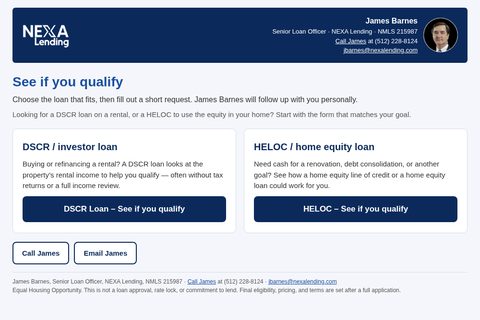 NEXA
Lending
James Barnes
Senior Loan Officer · NEXA Lending · NMLS 215987
Call James at (512) 228-8124
jbarnes@nexalending.com
See if you qualify
Choose the loan that fits, then fill out a short request. James Barnes will follow up with you personally.
Looking for a DSCR loan on a rental, or a HELOC to use the equity in your home? Start with the form that matches your goal.
DSCR / investor loan
Buying or refinancing a rental? A DSCR loan looks at the
property's rental income to help you qualify — often without tax
returns or a full income review.
DSCR Loan – See if you qualify
HELOC / home equity loan
Need cash for a renovation, debt consolidation, or another
goal? See how a home equity line of credit or a home equity
loan could work for you.
HELOC – See if you qualify
Call James
Email James
James Barnes, Senior Loan Officer, NEXA Lending, NMLS 215987 · Call James at (512) 228-8124 · jbarnes@nexalending.com
Equal Housing Opportunity. This is not a loan approval, rate lock, or commitment to lend. Final eligibility, pricing, and terms are set after a full application.